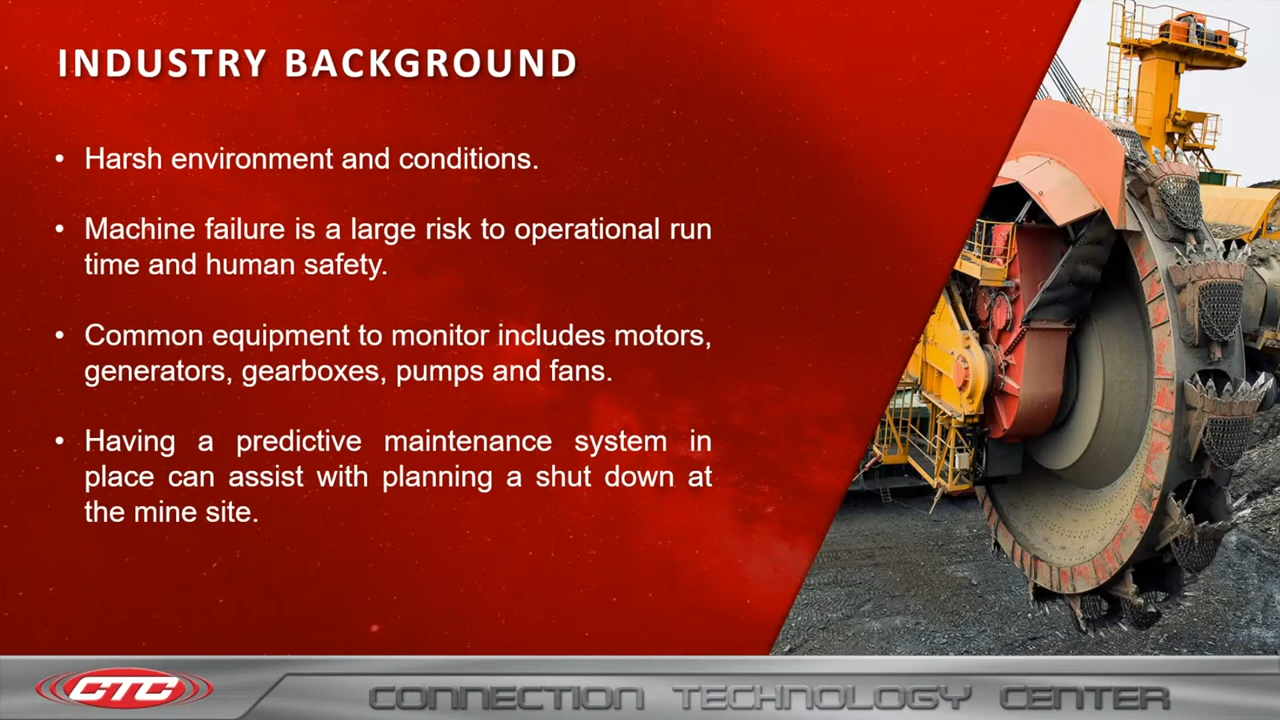 INDUSTRY BACKGROUND
• Harsh environment and conditions.
• Machine failure is a large risk to operational run
time and human safety.
• Common equipment to monitor includes motors,
generators, gearboxes, pumps and fans.
• Having a predictive maintenance system in
place can assist with planning a shut down at
the mine site.
CTC
CONNECTION TECHNOLOGY CENTER